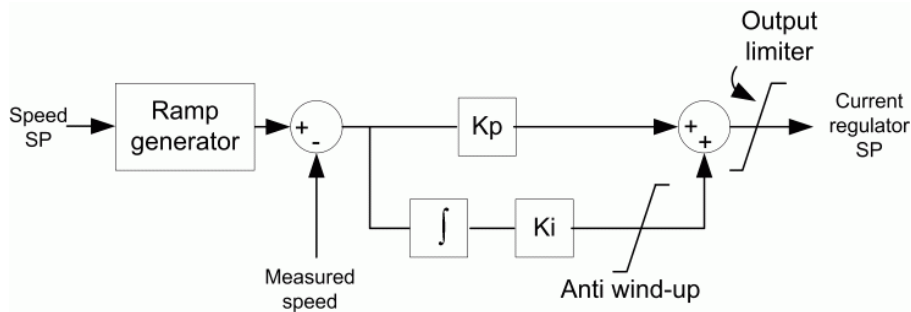 Output
limiter
Speed
SP
Ramp
generator
+
-
Kp
+
+
Current
regulator
SP
∫
Ki
Measured
speed
Anti wind-up